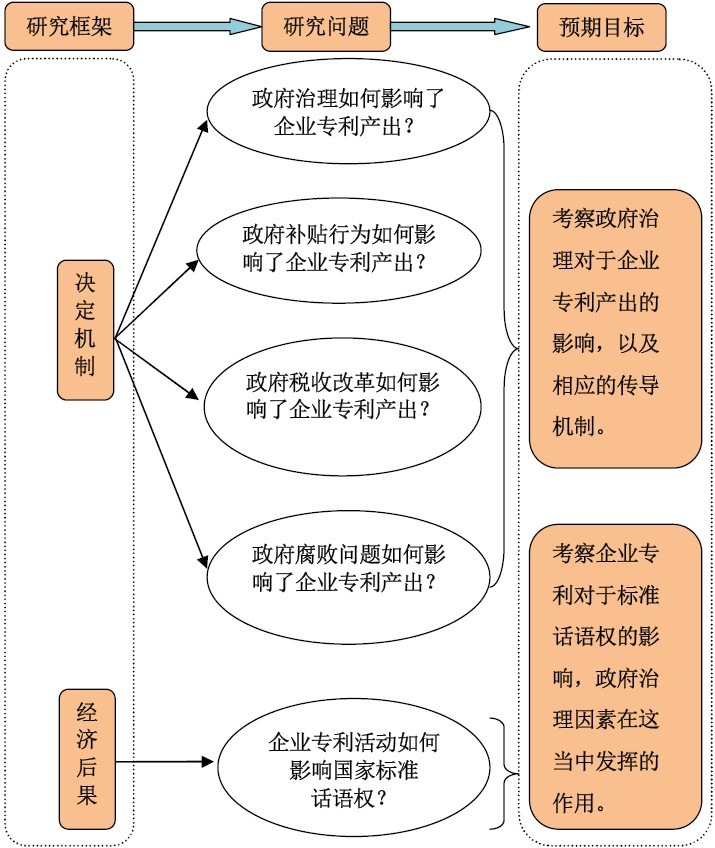 研究框架
研究问题
预期目标
政府治理如何影响了
企业专利产出？
政府补贴行为如何影
响了企业专利产出？
决定机制
政府税收改革如何影
响了企业专利产出？
政府腐败问题如何影
响了企业专利产出？
考察政府治
理对于企业
专利产出的
影响，以及
相应的传导
机制。
经济后果
企业专利活动如何
影响国家标准
话语权？
考察企业专
利对于标准
话语权的影
响，政府治
理因素在这
当中发挥的
作用。